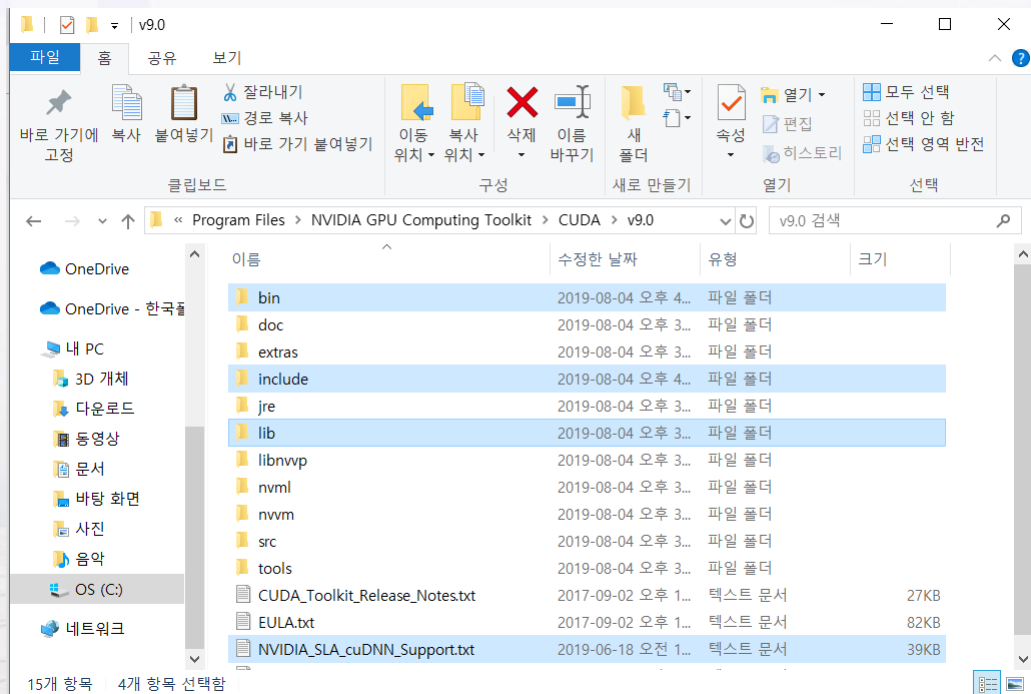 v9.0
파일 홈 공유 보기
바로 가기에 고정
복사
붙여넣기
잘라내기
경로 복사
바로 가기 붙여넣기
클립보드
이동 위치
복사 위치
삭제
이름 바꾸기
구성
새 폴더
새로 만들기
속성
열기
편집
히스토리
열기
모두 선택
선택 안 함
선택 영역 반전
선택
« Program Files > NVIDIA GPU Computing Toolkit > CUDA > v9.0
v9.0 검색
OneDrive
OneDrive - 한국폴
내 PC
3D 개체
다운로드
동영상
문서
바탕 화면
사진
음악
OS (C:)
네트워크
이름 수정한 날짜 유형 크기
bin 2019-08-04 오후 4... 파일 폴더
doc 2019-08-04 오후 3... 파일 폴더
extras 2019-08-04 오후 3... 파일 폴더
include 2019-08-04 오후 4... 파일 폴더
jre 2019-08-04 오후 3... 파일 폴더
lib 2019-08-04 오후 3... 파일 폴더
libnvvp 2019-08-04 오후 3... 파일 폴더
nvml 2019-08-04 오후 3... 파일 폴더
nvvm 2019-08-04 오후 3... 파일 폴더
src 2019-08-04 오후 3... 파일 폴더
tools 2019-08-04 오후 3... 파일 폴더
CUDA_Toolkit_Release_Notes.txt 2017-09-02 오후 1... 텍스트 문서 27KB
EULA.txt 2017-09-02 오후 1... 텍스트 문서 82KB
NVIDIA_SLA_cuDNN_Support.txt 2019-06-18 오전 1... 텍스트 문서 39KB
15개 항목 4개 항목 선택함